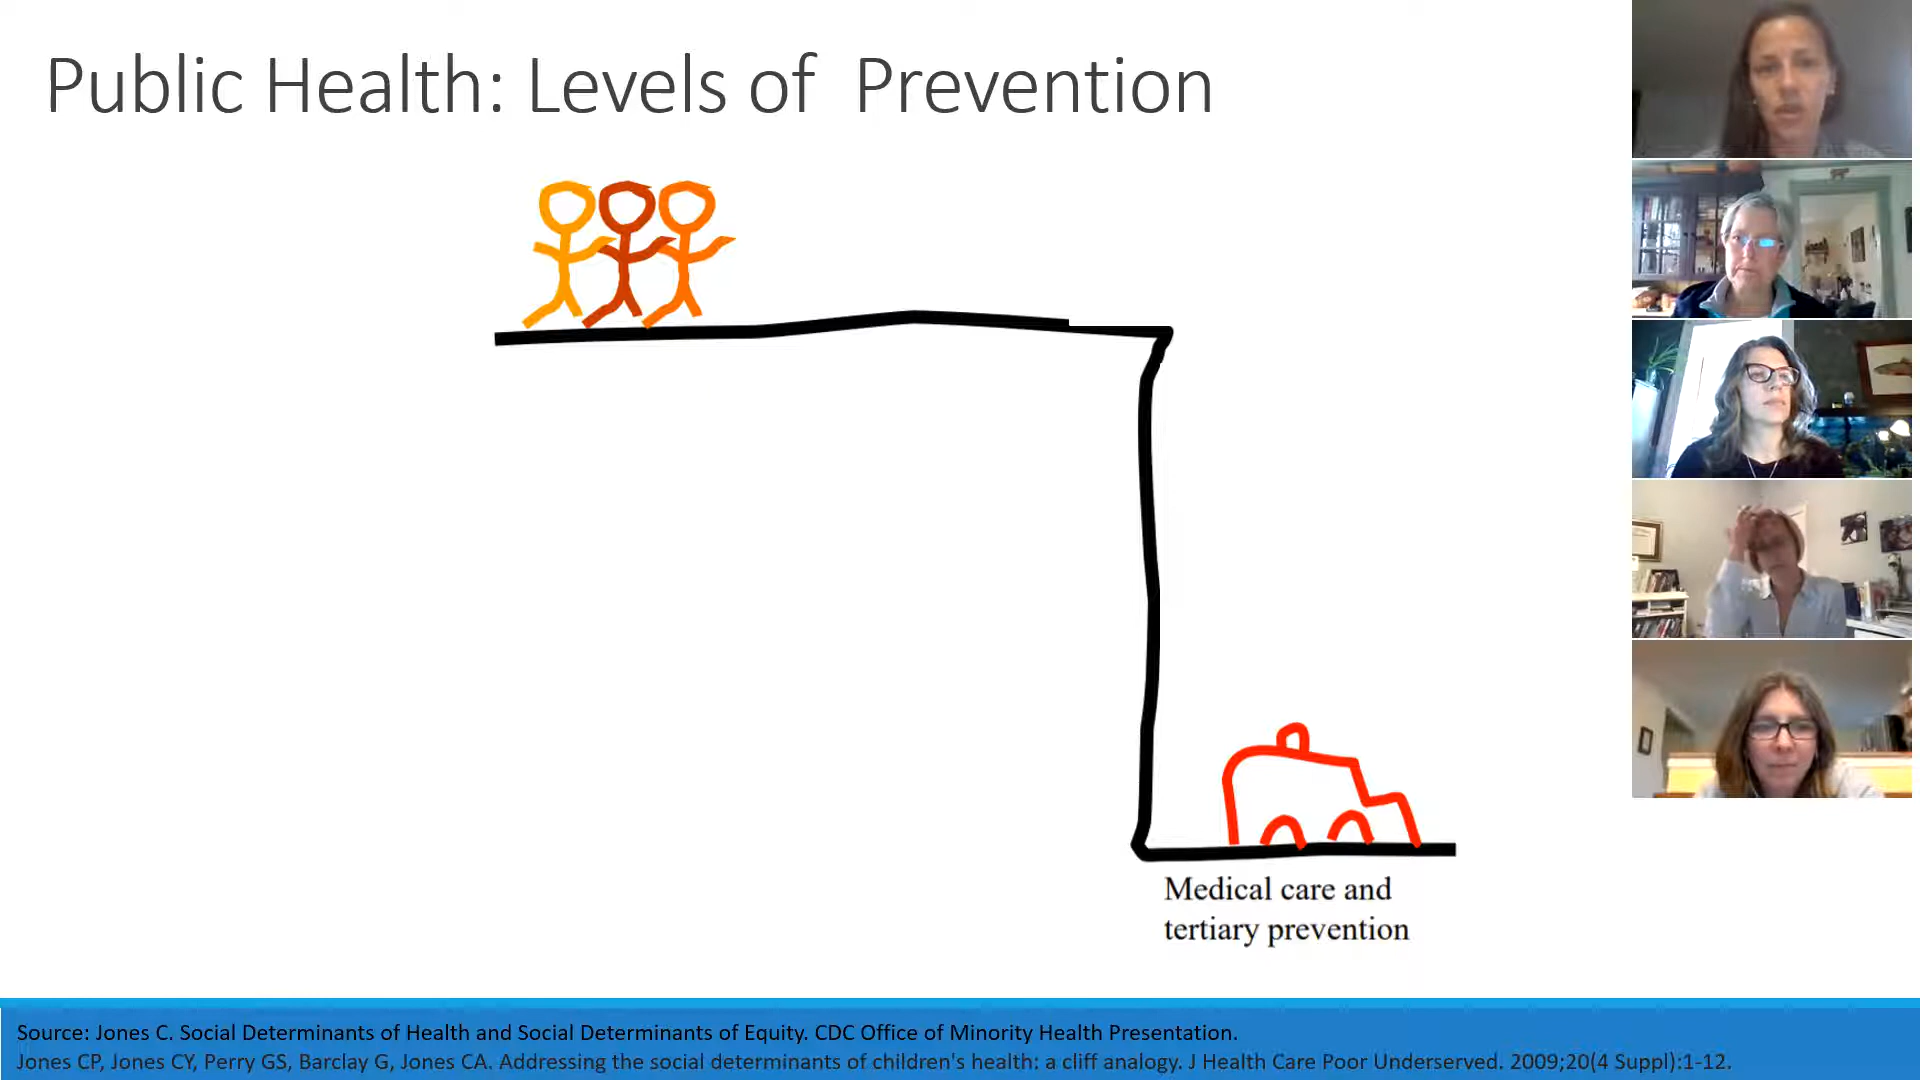 Public Health: Levels of Prevention
Medical care and
tertiary prevention
Source: Jones C. Social Determinants of Health and Social Determinants of Equity. CDC Office of Minority Health Presentation.
Jones CP, Jones CY, Perry GS, Barclay G, Jones CA. Addressing the social determinants of children's health: a cliff analogy. J Health Care Poor Underserved. 2009;20(4 Suppl):1-12.